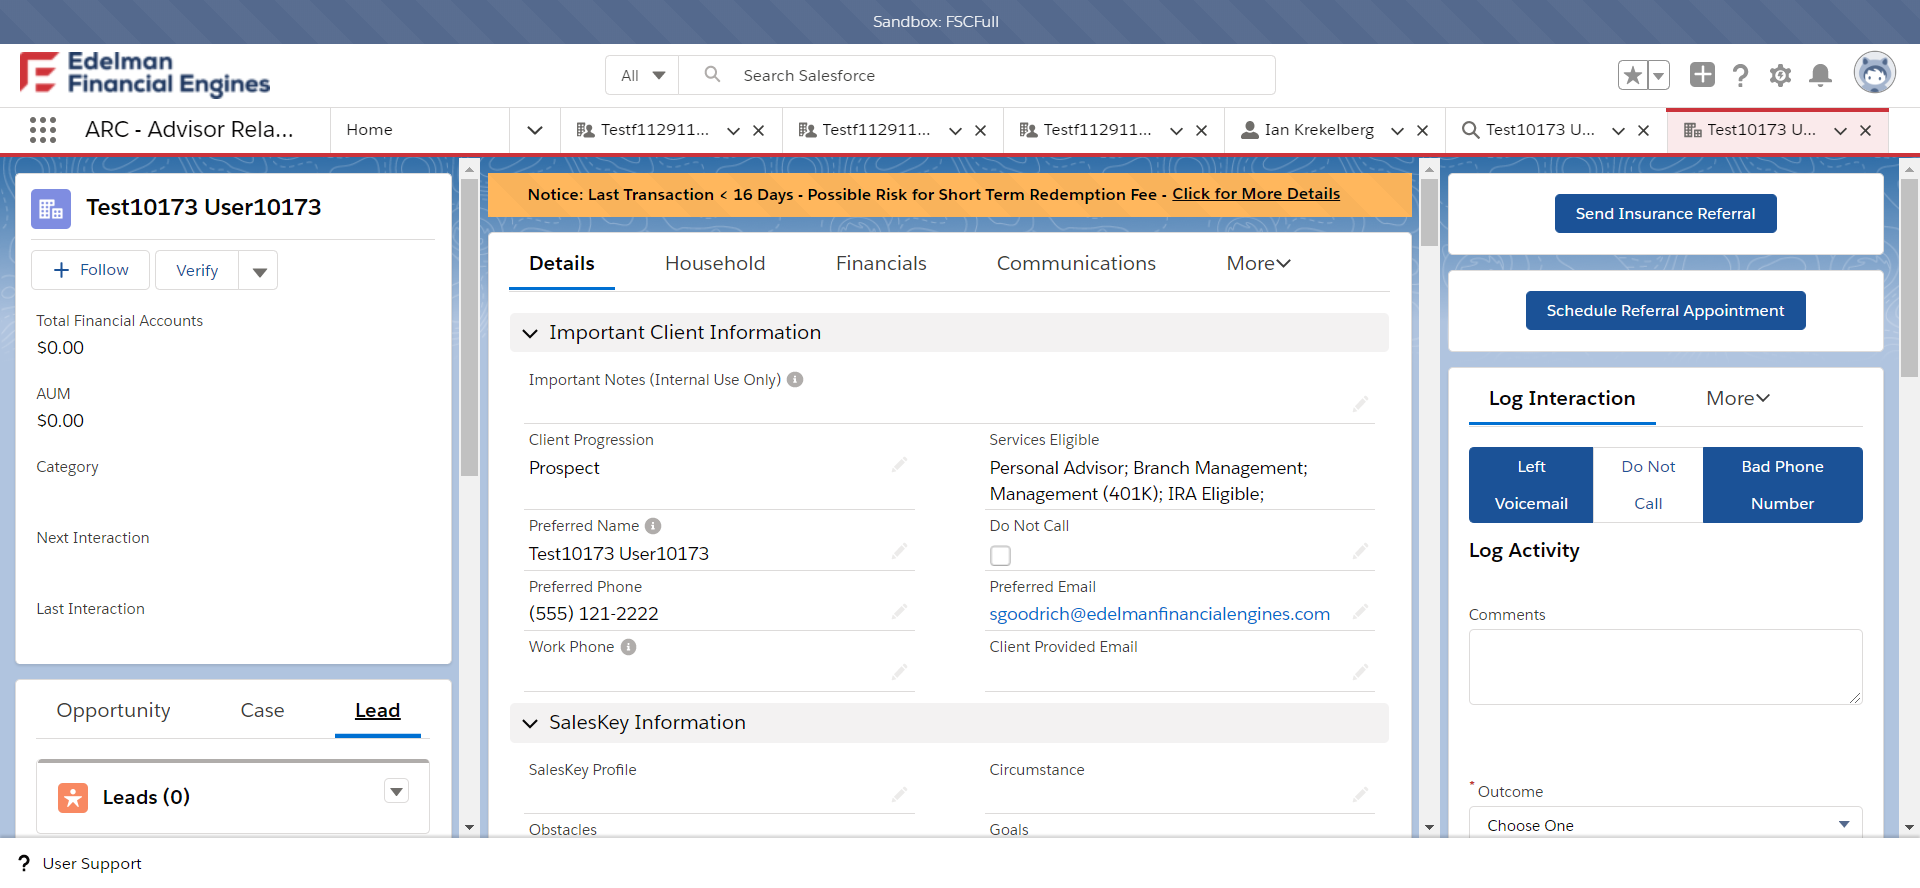 Sandbox: FSCFull
Edelman
Financial Engines
All
Search Salesforce
ARC - Advisor Rela...
Home
Testf112911...
Testf112911...
Testf112911...
Ian Krekelberg
Test10173 U...
Test10173 U...
Test10173 User10173
Follow
Verify
Total Financial Accounts
$0.00
AUM
$0.00
Category
Next Interaction
Last Interaction
Opportunity
Case
Lead
Leads (0)
Notice: Last Transaction < 16 Days - Possible Risk for Short Term Redemption Fee - Click for More Details
Details
Household
Financials
Communications
More
Important Client Information
Important Notes (Internal Use Only)
Client Progression
Prospect
Services Eligible
Personal Advisor; Branch Management;
Management (401K); IRA Eligible;
Preferred Name
Test10173 User10173
Do Not Call
Preferred Phone
(555) 121-2222
Preferred Email
sgoodrich@edelmanfinancialengines.com
Work Phone
Client Provided Email
SalesKey Information
SalesKey Profile
Circumstance
Obstacles
Goals
Send Insurance Referral
Schedule Referral Appointment
Log Interaction
More
Left
Voicemail
Do Not
Call
Bad Phone
Number
Log Activity
Comments
* Outcome
Choose One
? User Support